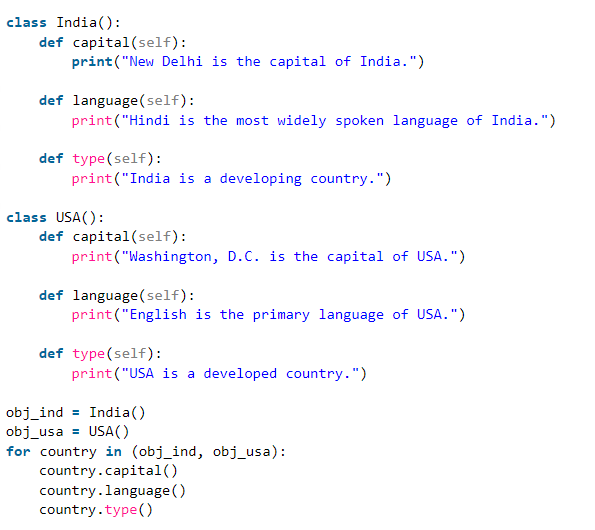 class India():
    def capital(self):
        print("New Delhi is the capital of India.")
    def language(self):
        print("Hindi is the most widely spoken language of India.")
    def type(self):
        print("India is a developing country.")
class USA():
    def capital(self):
        print("Washington, D.C. is the capital of USA.")
    def language(self):
        print("English is the primary language of USA.")
    def type(self):
        print("USA is a developed country.")
obj_ind = India()
obj_usa = USA()
for country in (obj_ind, obj_usa):
    country.capital()
    country.language()
    country.type()